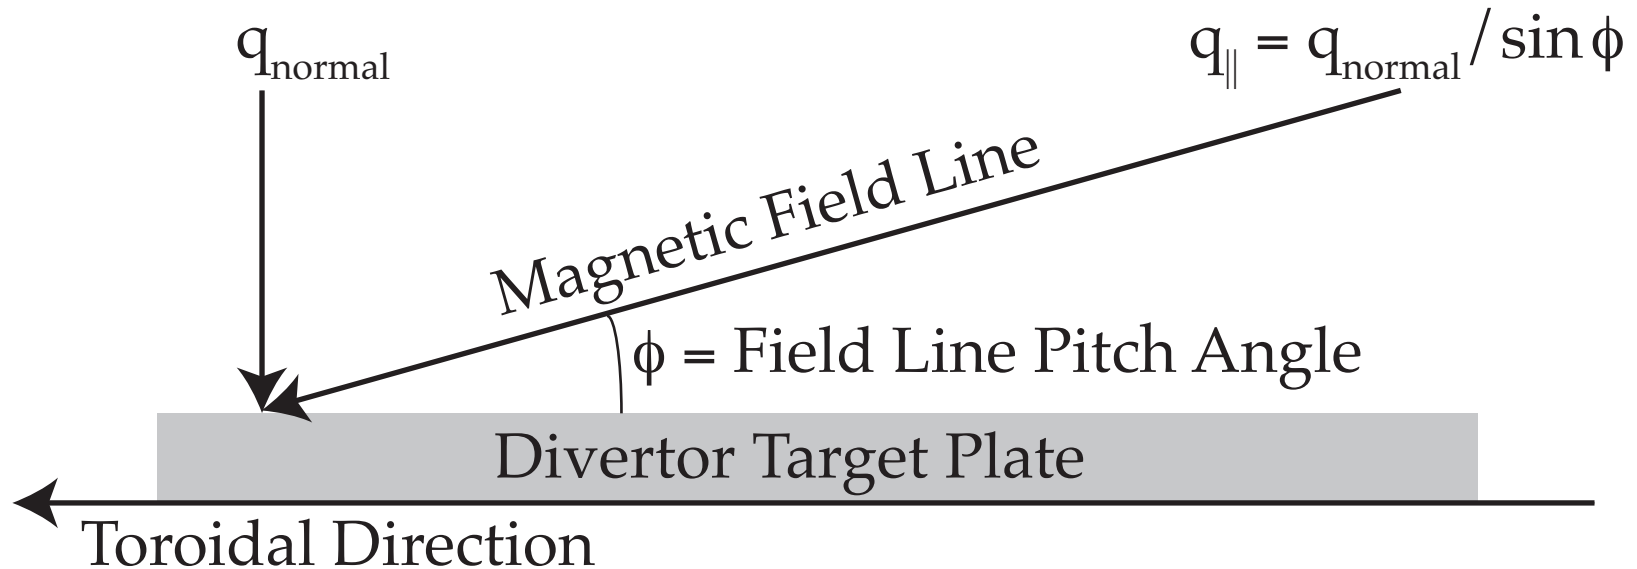 q_normal
q_∥ = q_normal / sin ϕ
Magnetic Field Line
ϕ = Field Line Pitch Angle
Divertor Target Plate
Toroidal Direction